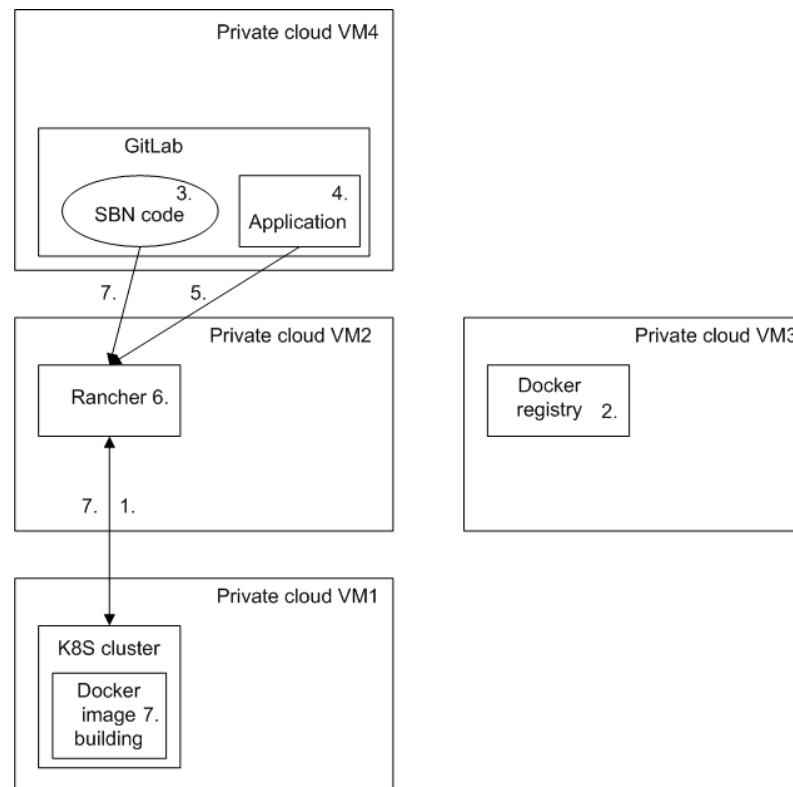 Private cloud VM4
GitLab
3.
SBN code
4.
Application
7.
5.
Private cloud VM2
Rancher 6.
Private cloud VM3
Docker
registry 2.
7. 1.
Private cloud VM1
K8S cluster
Docker
image 7.
building